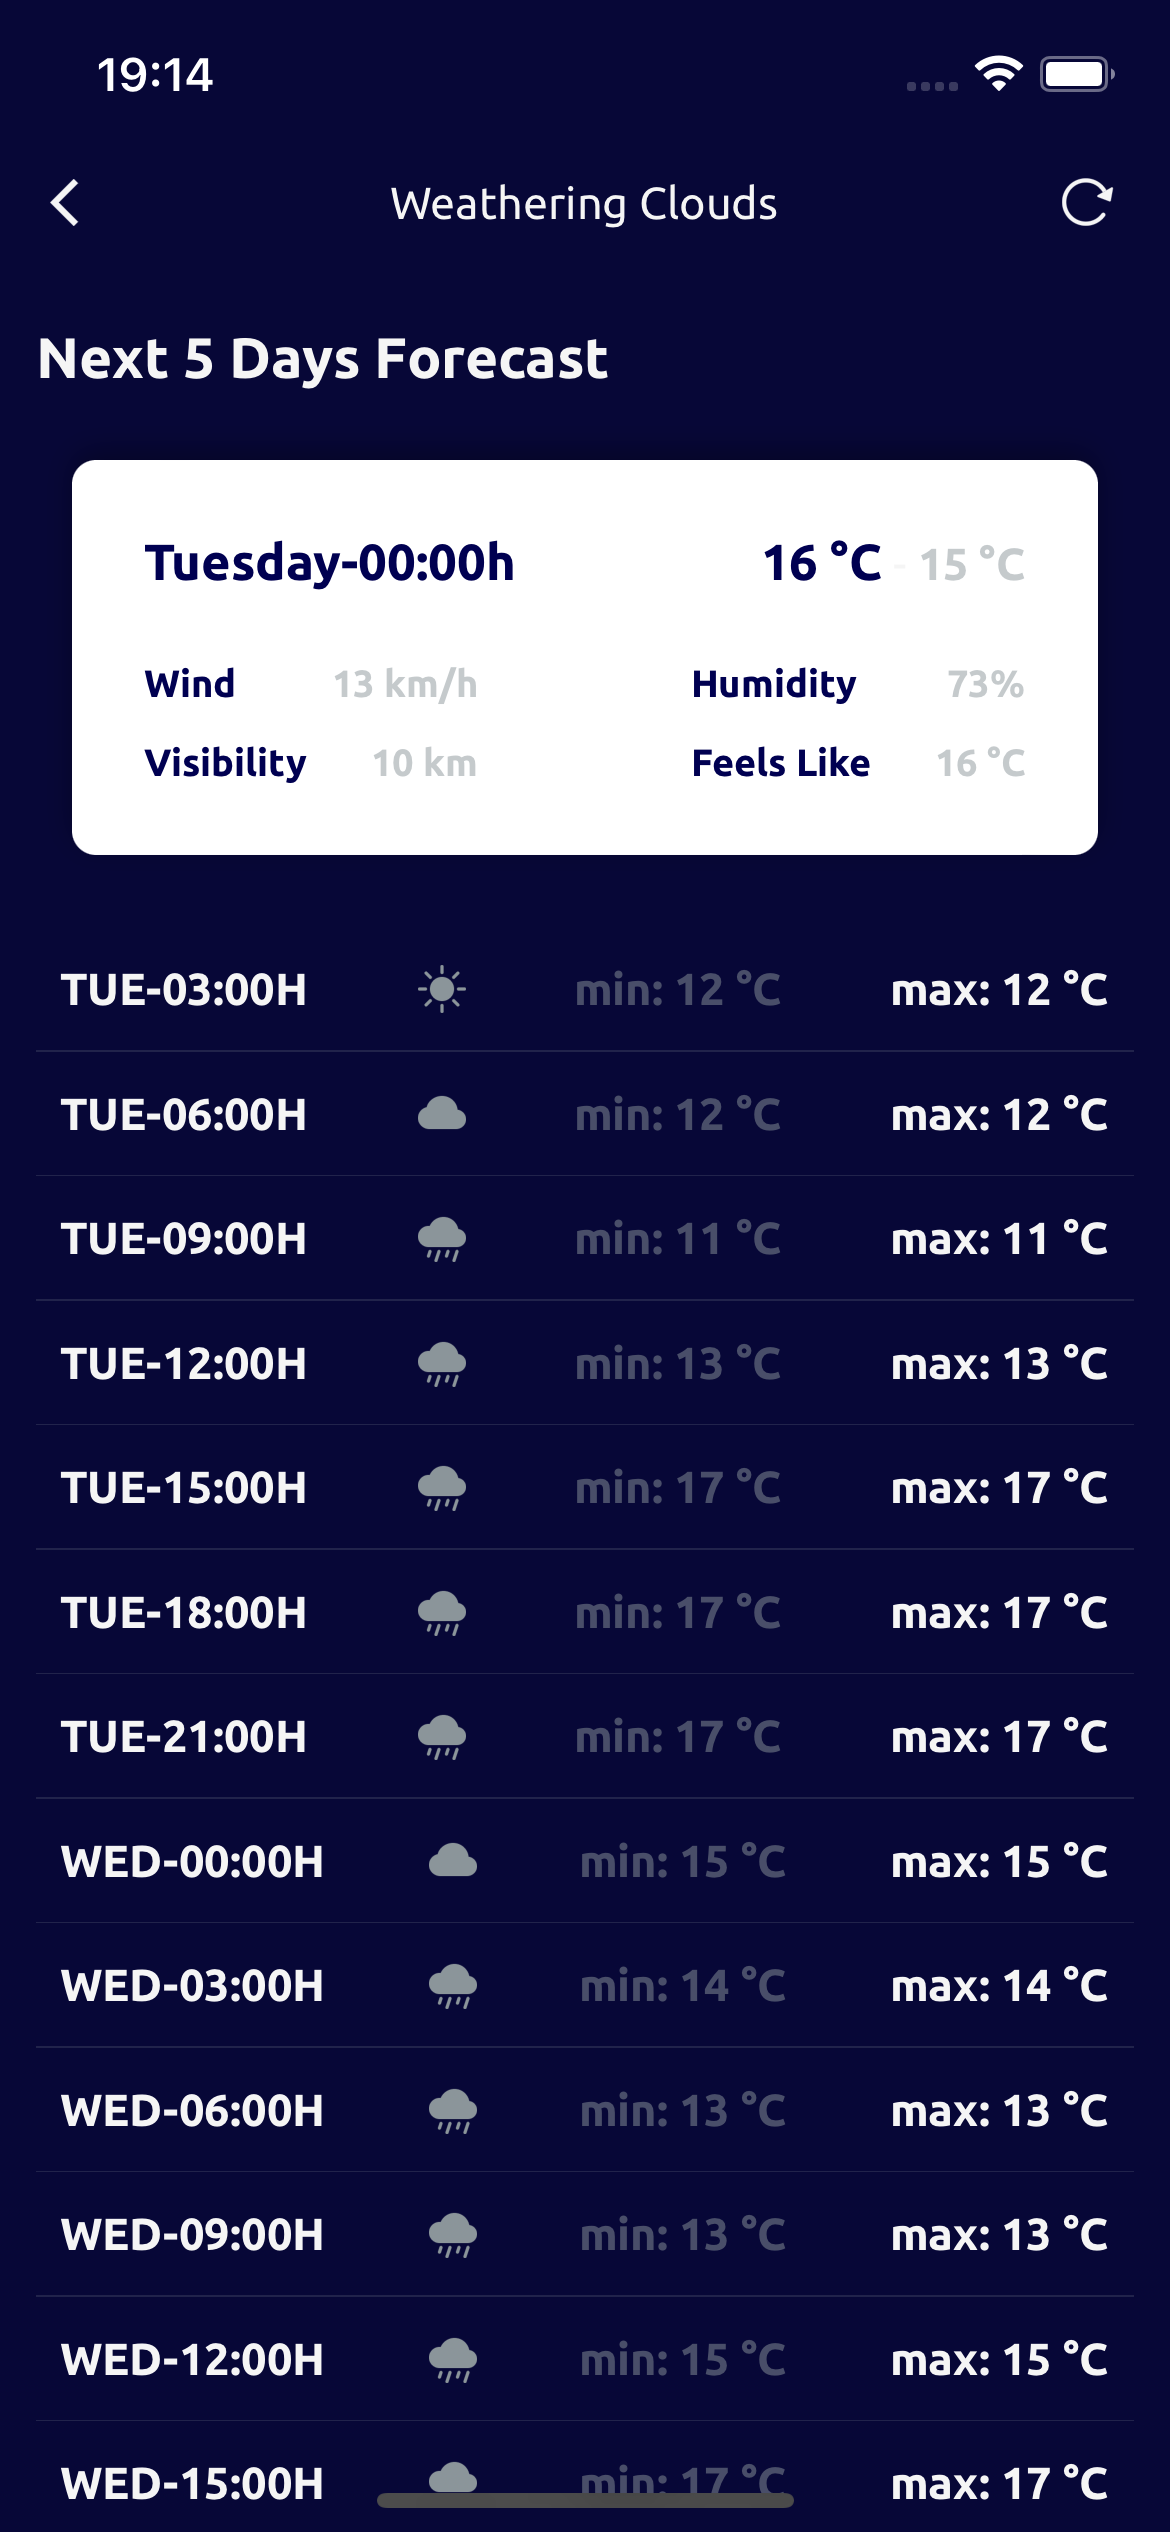 19:14
Weathering Clouds
Next 5 Days Forecast
Tuesday-00:00h 16 °C - 15 °C
Wind 13 km/h Humidity 73%
Visibility 10 km Feels Like 16 °C
TUE-03:00H min: 12 °C max: 12 °C
TUE-06:00H min: 12 °C max: 12 °C
TUE-09:00H min: 11 °C max: 11 °C
TUE-12:00H min: 13 °C max: 13 °C
TUE-15:00H min: 17 °C max: 17 °C
TUE-18:00H min: 17 °C max: 17 °C
TUE-21:00H min: 17 °C max: 17 °C
WED-00:00H min: 15 °C max: 15 °C
WED-03:00H min: 14 °C max: 14 °C
WED-06:00H min: 13 °C max: 13 °C
WED-09:00H min: 13 °C max: 13 °C
WED-12:00H min: 15 °C max: 15 °C
WED-15:00H min: 17 °C max: 17 °C